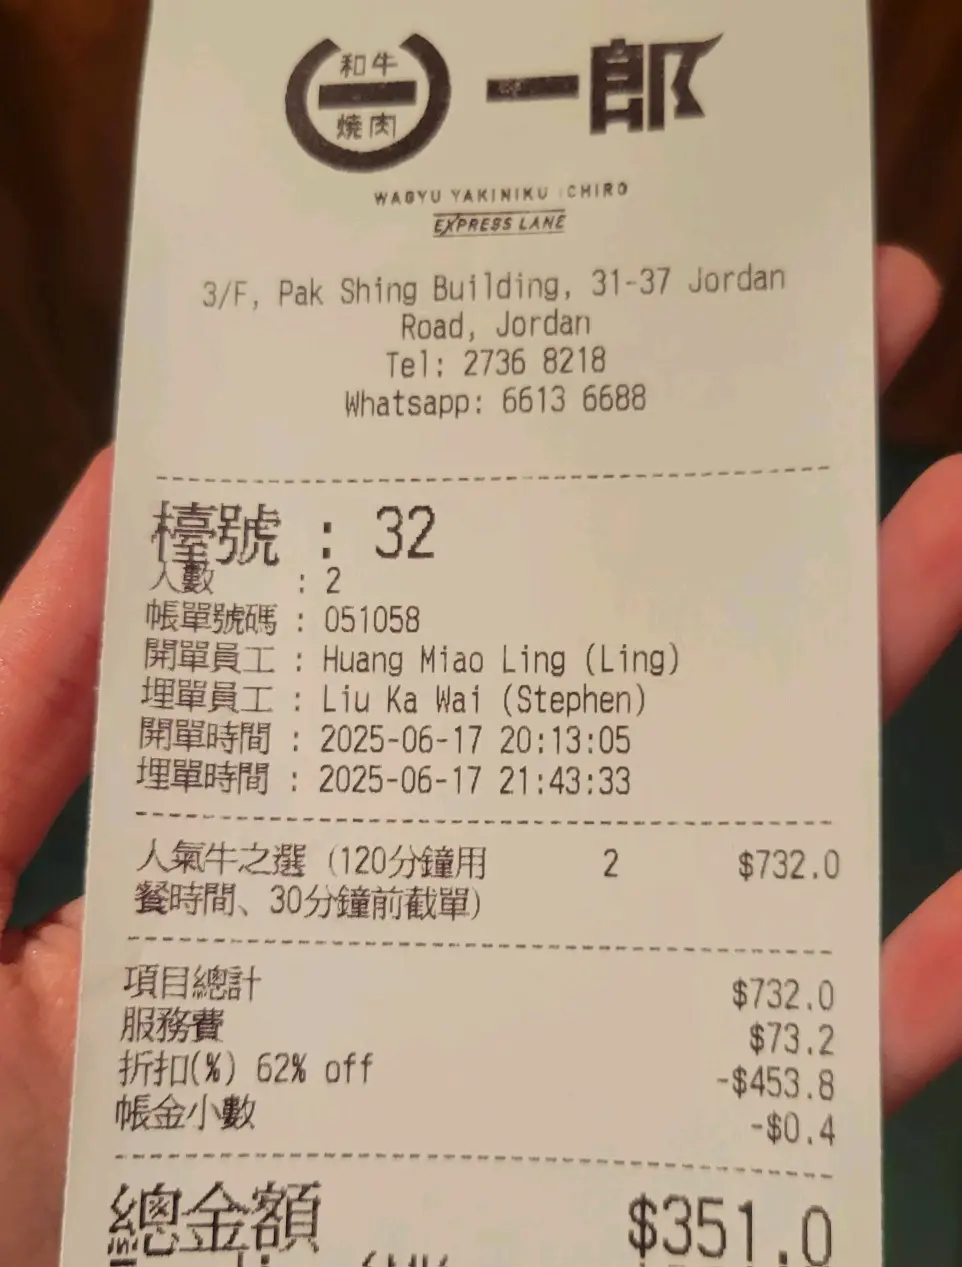 和牛
燒肉
一郎
WAGYU YAKINIKU ICHIRO
EXPRESS LANE
3/F, Pak Shing Building, 31-37 Jordan
Road, Jordan
Tel: 2736 8218
Whatsapp: 6613 6688
檯號 : 32
人數 : 2
帳單號碼 : 051058
開單員工 : Huang Miao Ling (Ling)
埋單員工 : Liu Ka Wai (Stephen)
開單時間 : 2025-06-17 20:13:05
埋單時間 : 2025-06-17 21:43:33
人氣牛之選 (120分鐘用 2 $732.0
餐時間、30分鐘前截單)
項目總計 $732.0
服務費 $73.2
折扣(%) 62% off -$453.8
帳金小數 -$0.4
總金額 $351.0